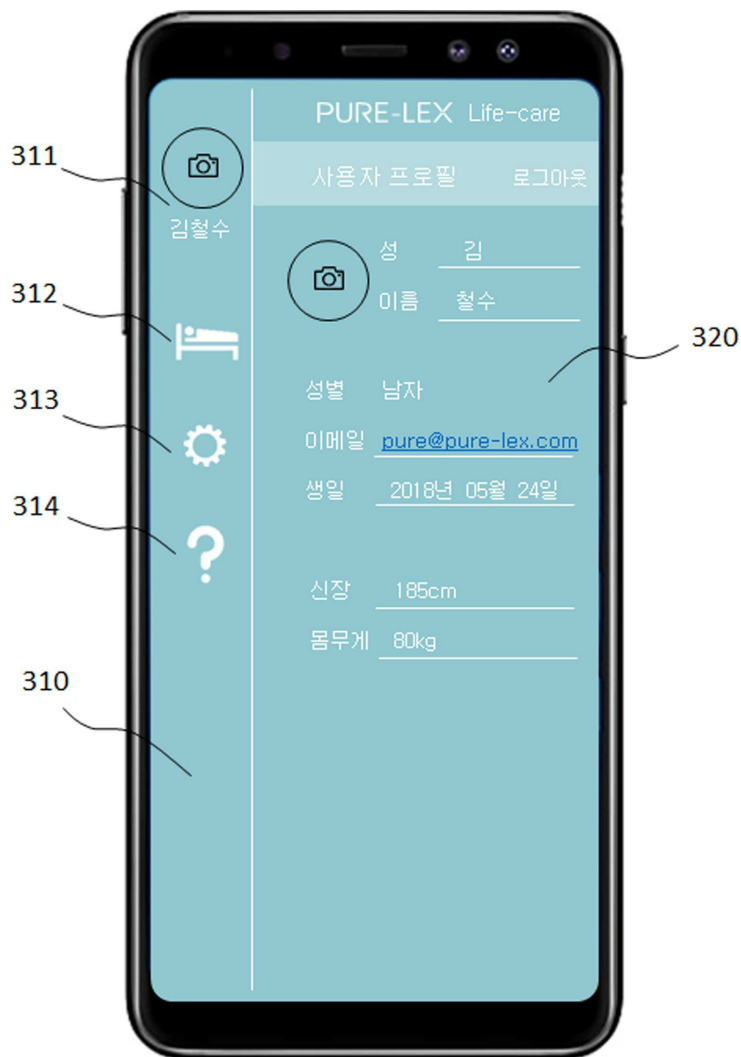 PURE-LEX Life-care
사용자 프로필 로그아웃
311
김철수
성 김
이름 철수
312
320
성별 남자
313
이메일 pure@pure-lex.com
생일 2018년 05월 24일
314
신장 185cm
몸무게 80kg
310